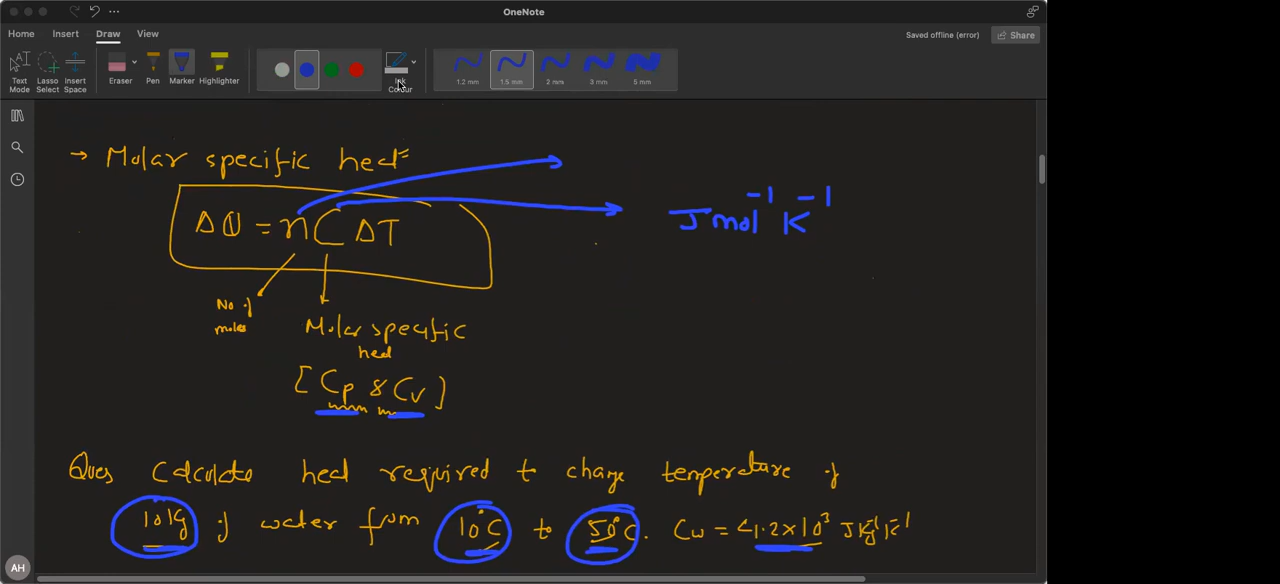 OneNote
Home Insert Draw View
Saved offline (error) Share
Text Mode Lasso Select Insert Space Eraser Pen Marker Highlighter Ink Colour 1.2 mm 1.5 mm 2 mm 3 mm 5 mm
→ Molar specific heat
ΔQ = n C ΔT
J mol⁻¹ K⁻¹
No of moles
Molar specific heat
[ Cp & Cv ]
Ques Calculate heat required to change temperature of
10 Kg of water from 10°C to 50°C. Cw = 4.2×10³ J Kg⁻¹ K⁻¹
AH